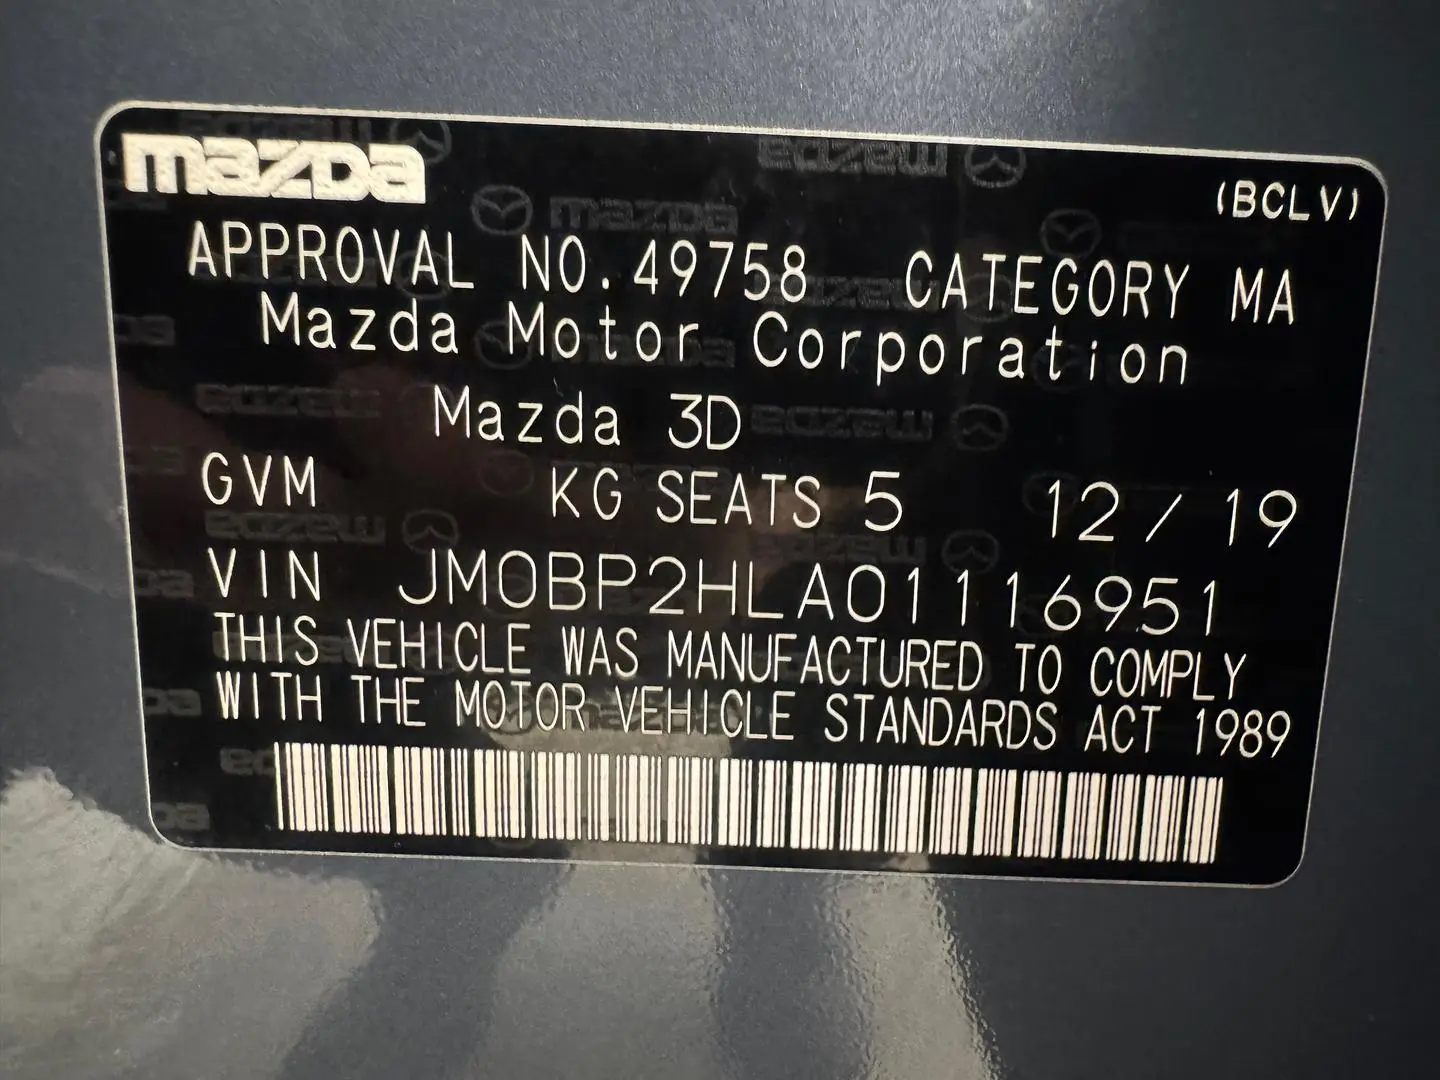 mazda
(BCLV)
APPROVAL NO.49758 CATEGORY MA
Mazda Motor Corporation
Mazda 3D
GVM KG SEATS 5 12/19
VIN JM0BP2HLA01116951
THIS VEHICLE WAS MANUFACTURED TO COMPLY
WITH THE MOTOR VEHICLE STANDARDS ACT 1989